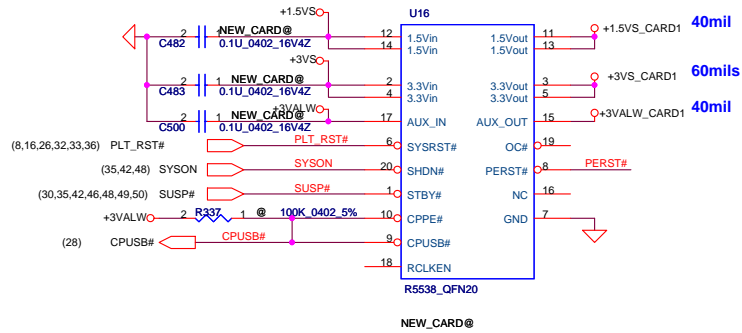 U16
+1.5VS
+1.5VS_CARD1 40mil
2 1 NEW_CARD@ 12 1.5Vin 1.5Vout 11
C482 0.1U_0402_16V4Z 14 1.5Vin 1.5Vout 13
+3VS
60mils
2 1 NEW_CARD@ 2 3.3Vin 3.3Vout 3 +3VS_CARD1
C483 0.1U_0402_16V4Z 4 3.3Vin 3.3Vout 5
+3VALW
40mil
2 1 NEW_CARD@ 17 AUX_IN AUX_OUT 15 +3VALW_CARD1
C500 0.1U_0402_16V4Z
(8,16,26,32,33,36) PLT_RST# PLT_RST# 6 SYSRST# OC# 19
(35,42,48) SYSON SYSON 20 SHDN# PERST# 8 PERST#
(30,35,42,46,48,49,50) SUSP# SUSP# 1 STBY# NC 16
+3VALW 2 R337 1 @ 100K_0402_5% 10 CPPE# GND 7
(28) CPUSB# CPUSB# 9 CPUSB#
18 RCLKEN
R5538_QFN20
NEW_CARD@